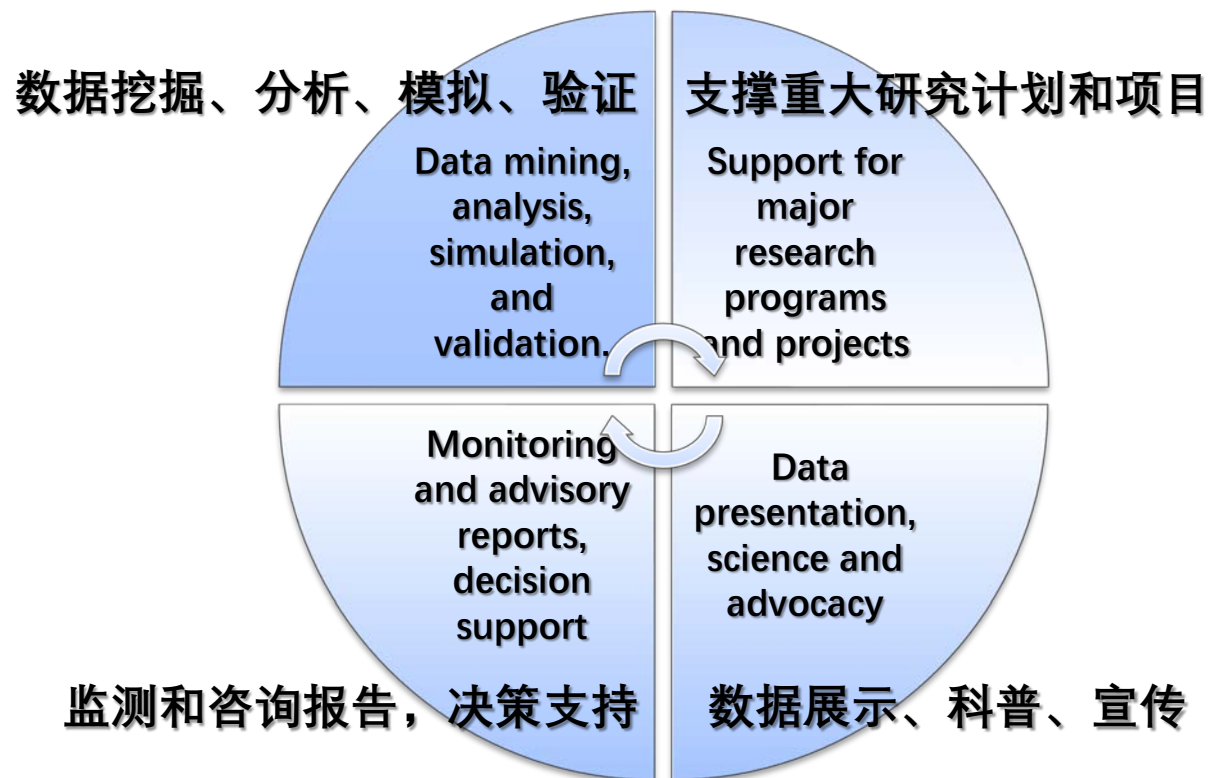 数据挖掘、分析、模拟、验证
Data mining,
analysis,
simulation,
and
validation.
支撑重大研究计划和项目
Support for
major
research
programs
and projects
Monitoring
and advisory
reports,
decision
support
监测和咨询报告，决策支持
Data
presentation,
science and
advocacy
数据展示、科普、宣传